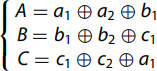 A = a₁ ⊕ a₂ ⊕ b₁
B = b₁ ⊕ b₂ ⊕ c₁
C = c₁ ⊕ c₂ ⊕ a₁